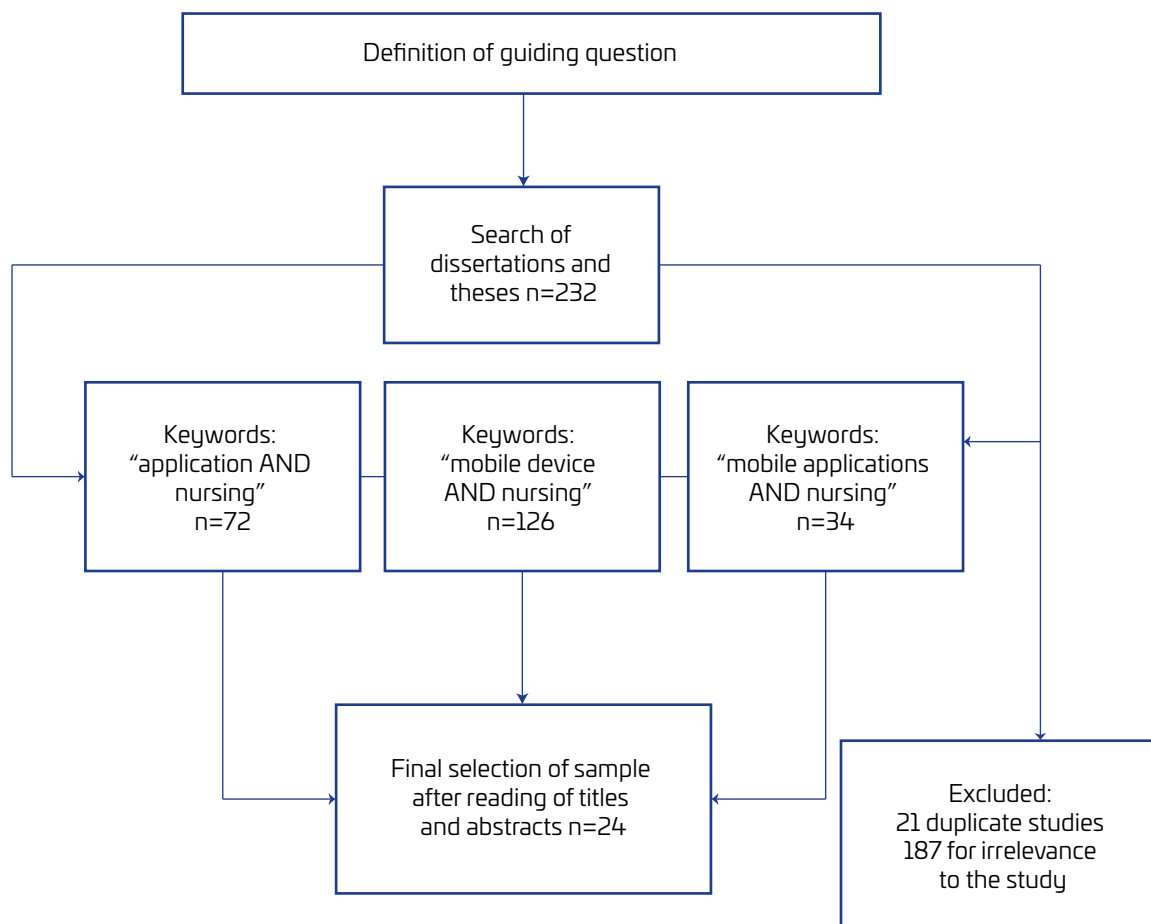 Definition of guiding question
Search of
dissertations and
theses n=232
Keywords:
“application AND
nursing”
n=72
Keywords:
“mobile device
AND nursing”
n=126
Keywords:
“mobile applications
AND nursing”
n=34
Final selection of sample
after reading of titles
and abstracts n=24
Excluded:
21 duplicate studies
187 for irrelevance
to the study